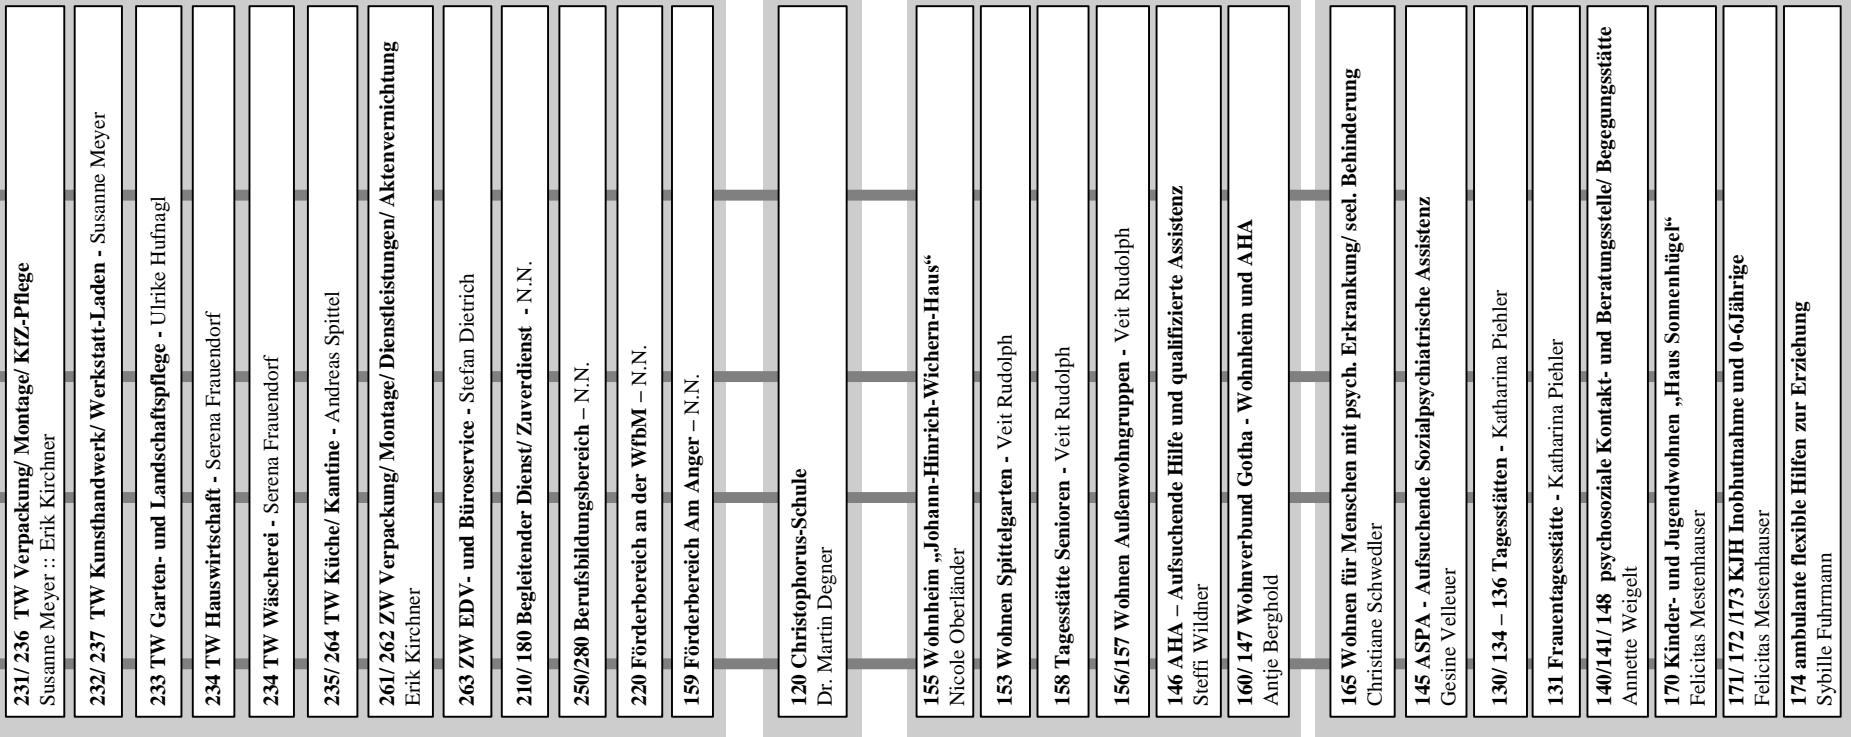 231/ 236 TW Verpackung/ Montage/ KfZ-Pflege
Susanne Meyer :: Erik Kirchner
232/ 237 TW Kunsthandwerk/ Werkstatt-Laden - Susanne Meyer
233 TW Garten- und Landschaftspflege - Ulrike Hufnagl
234 TW Hauswirtschaft - Serena Frauendorf
234 TW Wäscherei - Serena Frauendorf
235/ 264 TW Küche/ Kantine - Andreas Spittel
261/ 262 ZW Verpackung/ Montage/ Dienstleistungen/ Aktenvernichtung
Erik Kirchner
263 ZW EDV- und Büroservice - Stefan Dietrich
210/ 180 Begleitender Dienst/ Zuverdienst - N.N.
250/280 Berufsbildungsbereich – N.N.
220 Förderbereich an der WfbM – N.N.
159 Förderbereich Am Anger – N.N.
120 Christophorus-Schule
Dr. Martin Degner
155 Wohnheim „Johann-Hinrich-Wichern-Haus“
Nicole Oberländer
153 Wohnen Spittelgarten - Veit Rudolph
158 Tagesstätte Senioren - Veit Rudolph
156/157 Wohnen Außenwohngruppen - Veit Rudolph
146 AHA – Aufsuchende Hilfe und qualifizierte Assistenz
Steffi Wildner
160/ 147 Wohnverbund Gotha - Wohnheim und AHA
Antje Berghold
165 Wohnen für Menschen mit psych. Erkrankung/ seel. Behinderung
Christiane Schwedler
145 ASPA - Aufsuchende Sozialpsychiatrische Assistenz
Gesine Velleuer
130/ 134 – 136 Tagesstätten - Katharina Piehler
131 Frauentagesstätte - Katharina Piehler
140/141/ 148 psychosoziale Kontakt- und Beratungsstelle/ Begegungsstätte
Annette Weigelt
170 Kinder- und Jugendwohnen „Haus Sonnenhügel“
Felicitas Mestenhauser
171/ 172 /173 KJH Inobhutnahme und 0-6Jährige
Felicitas Mestenhauser
174 ambulante flexible Hilfen zur Erziehung
Sybille Fuhrmann